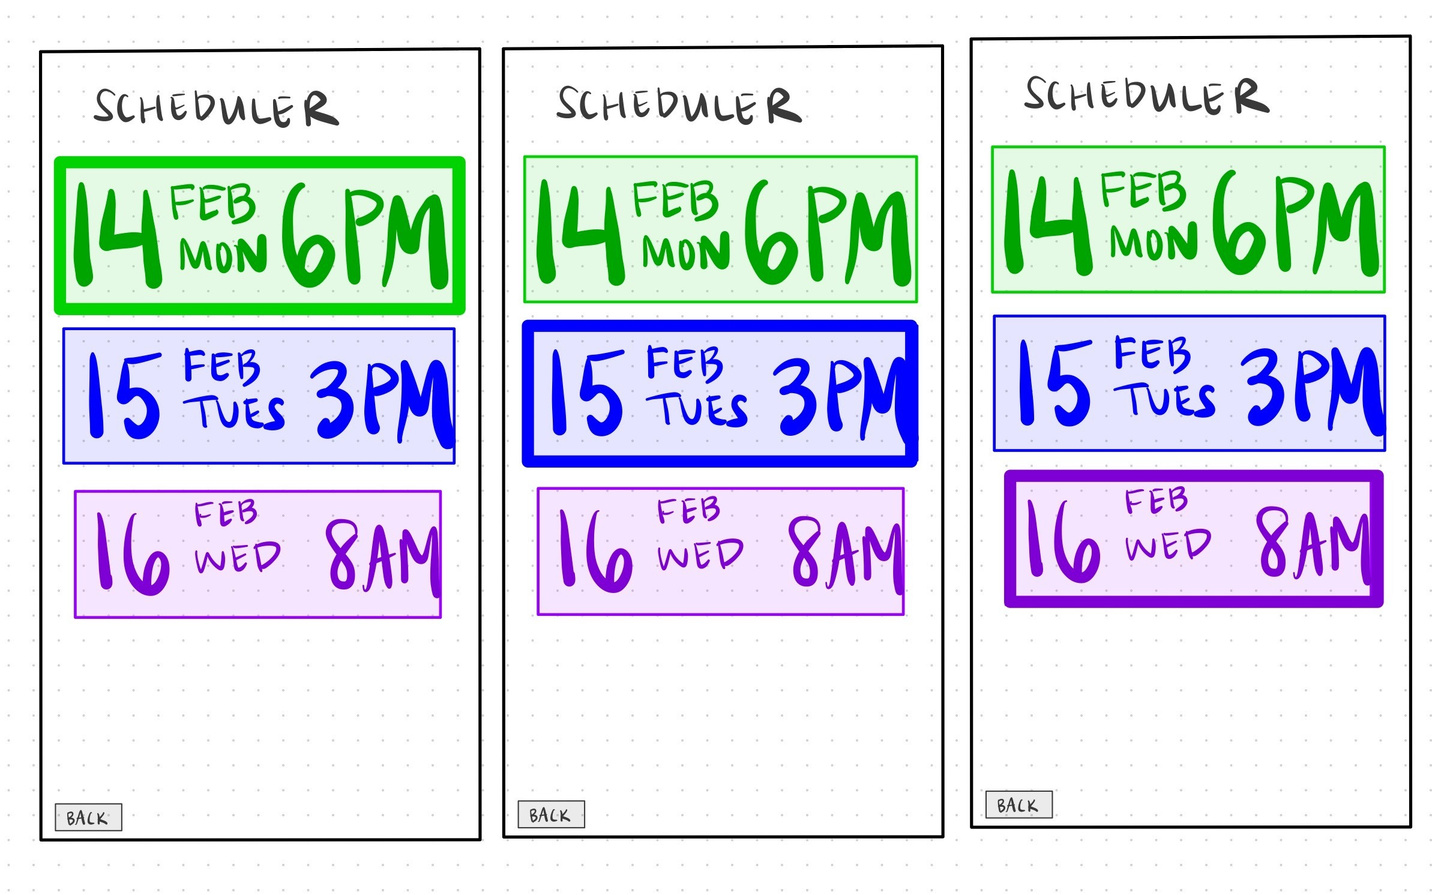 SCHEDULER
14 FEB MON 6PM
15 FEB TUES 3PM
16 FEB WED 8AM
BACK
SCHEDULER
14 FEB MON 6PM
15 FEB TUES 3PM
16 FEB WED 8AM
BACK
SCHEDULER
14 FEB MON 6PM
15 FEB TUES 3PM
16 FEB WED 8AM
BACK